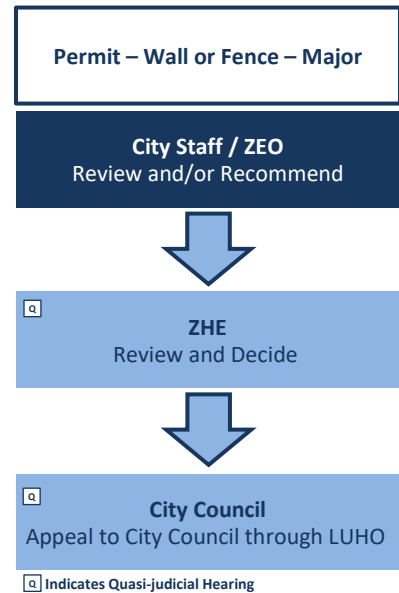 Permit – Wall or Fence – Major
City Staff / ZEO
Review and/or Recommend
Q
ZHE
Review and Decide
Q
City Council
Appeal to City Council through LUHO
Q Indicates Quasi-judicial Hearing